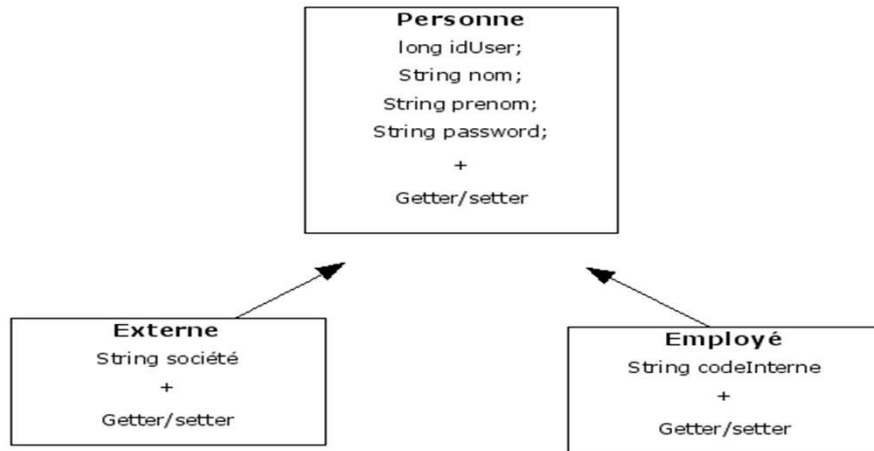 Personne
long idUser;
String nom;
String prenom;
String password;
+
Getter/setter
Externe
String société
+
Getter/setter
Employé
String codeInterne
+
Getter/setter